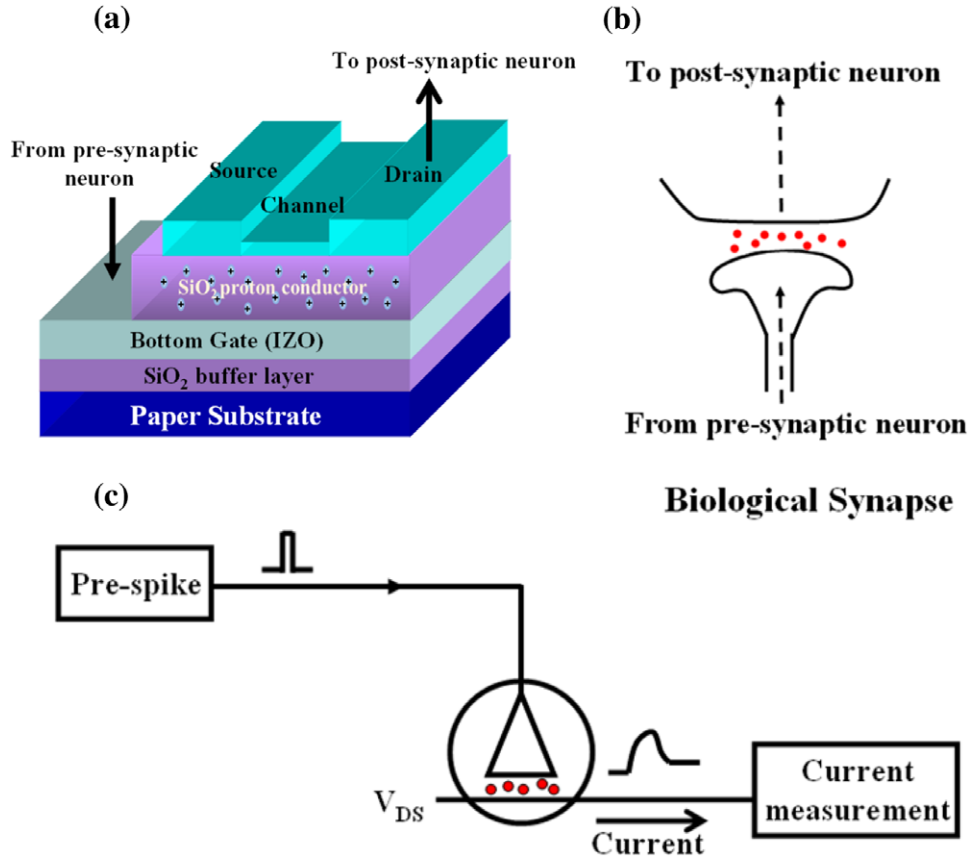 (a)
To post-synaptic neuron
From pre-synaptic
neuron
Source
Channel
Drain
SiO₂ proton conductor
Bottom Gate (IZO)
SiO₂ buffer layer
Paper Substrate
(b)
To post-synaptic neuron
From pre-synaptic neuron
Biological Synapse
(c)
Pre-spike
V_DS
Current
Current
measurement